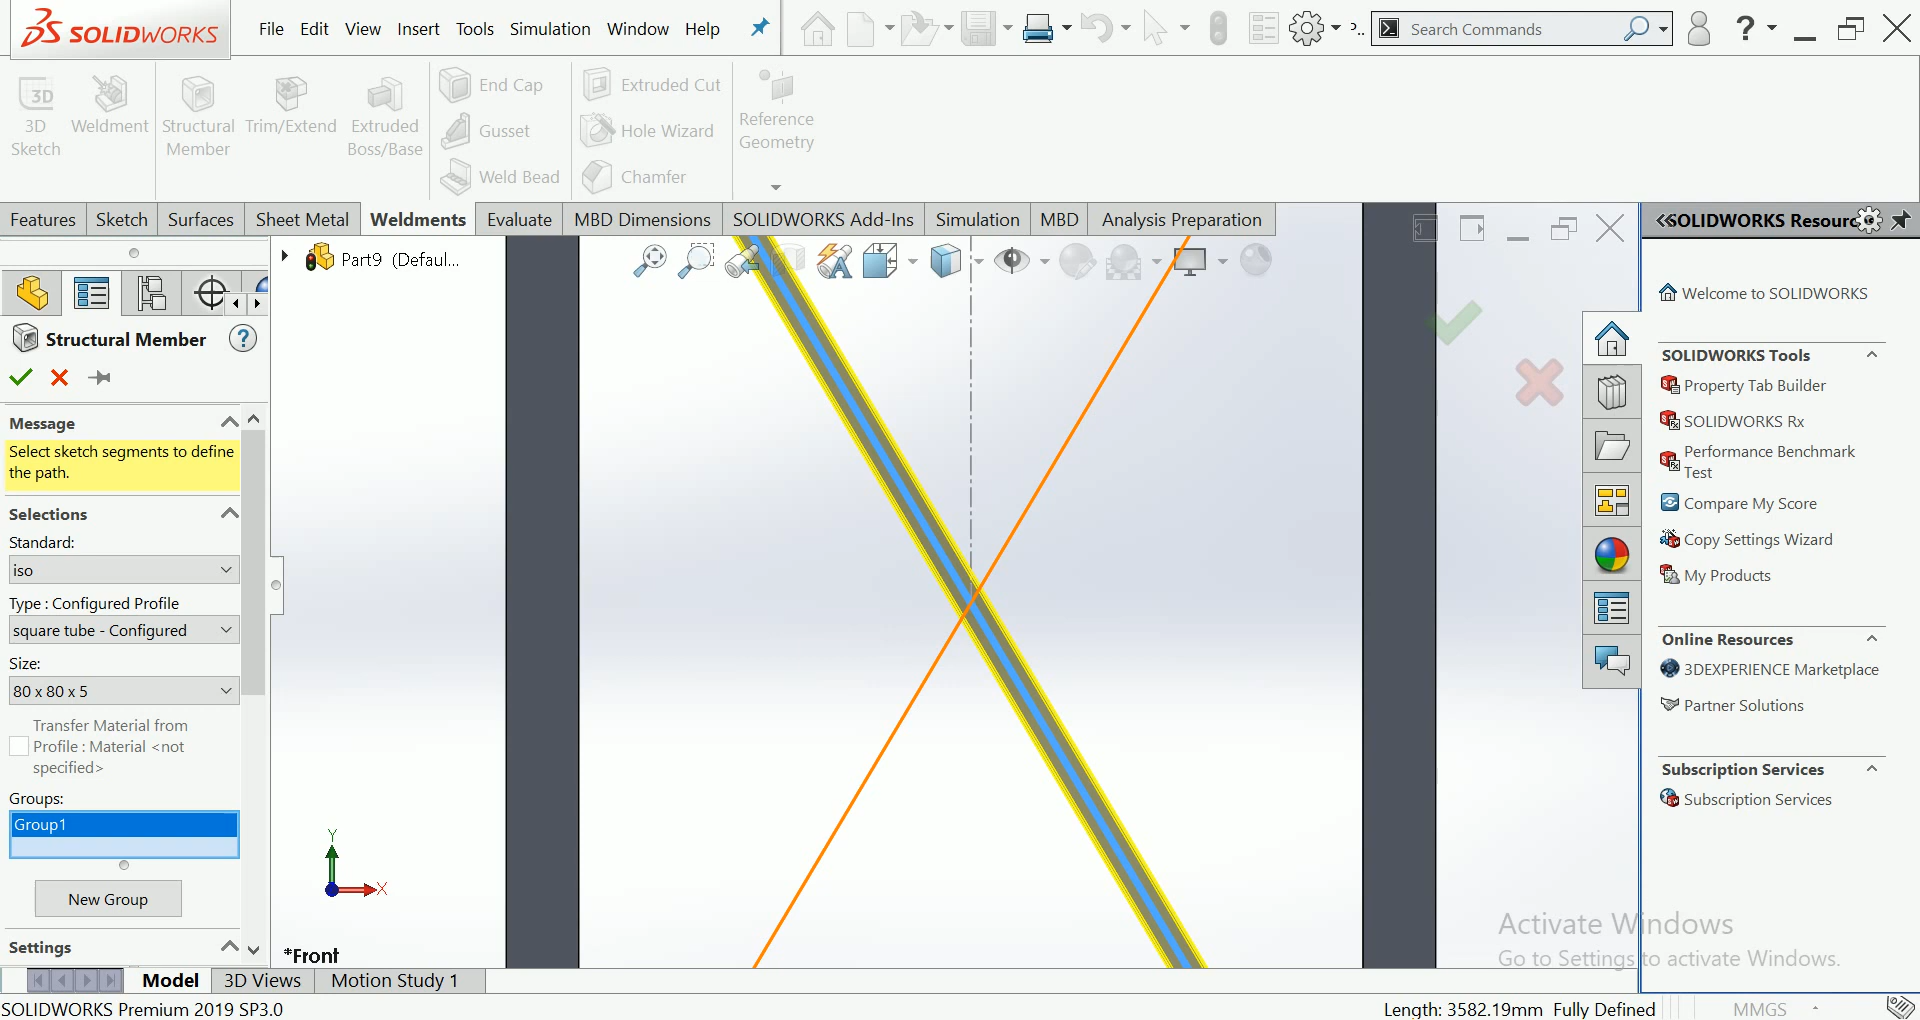 SOLIDWORKS
File Edit View Insert Tools Simulation Window Help
P..
Search Commands
?
3D
3D Sketch
Weldment
Structural Member
Trim/Extend
Extruded Boss/Base
End Cap
Gusset
Weld Bead
Extruded Cut
Hole Wizard
Chamfer
Reference Geometry
Features Sketch Surfaces Sheet Metal Weldments Evaluate MBD Dimensions SOLIDWORKS Add-Ins Simulation MBD Analysis Preparation
Part9 (Defaul...
Structural Member
?
Message
Select sketch segments to define
the path.
Selections
Standard:
iso
Type : Configured Profile
square tube - Configured
Size:
80 x 80 x 5
Transfer Material from
Profile : Material <not
specified>
Groups:
Group1
New Group
Settings
Y
X
*Front
SOLIDWORKS Resourc
Welcome to SOLIDWORKS
SOLIDWORKS Tools
Property Tab Builder
SOLIDWORKS Rx
Performance Benchmark
Test
Compare My Score
Copy Settings Wizard
My Products
Online Resources
3DEXPERIENCE Marketplace
Partner Solutions
Subscription Services
Subscription Services
Activate Windows
Go to Settings to activate Windows.
Model 3D Views Motion Study 1
SOLIDWORKS Premium 2019 SP3.0
Length: 3582.19mm Fully Defined MMGS